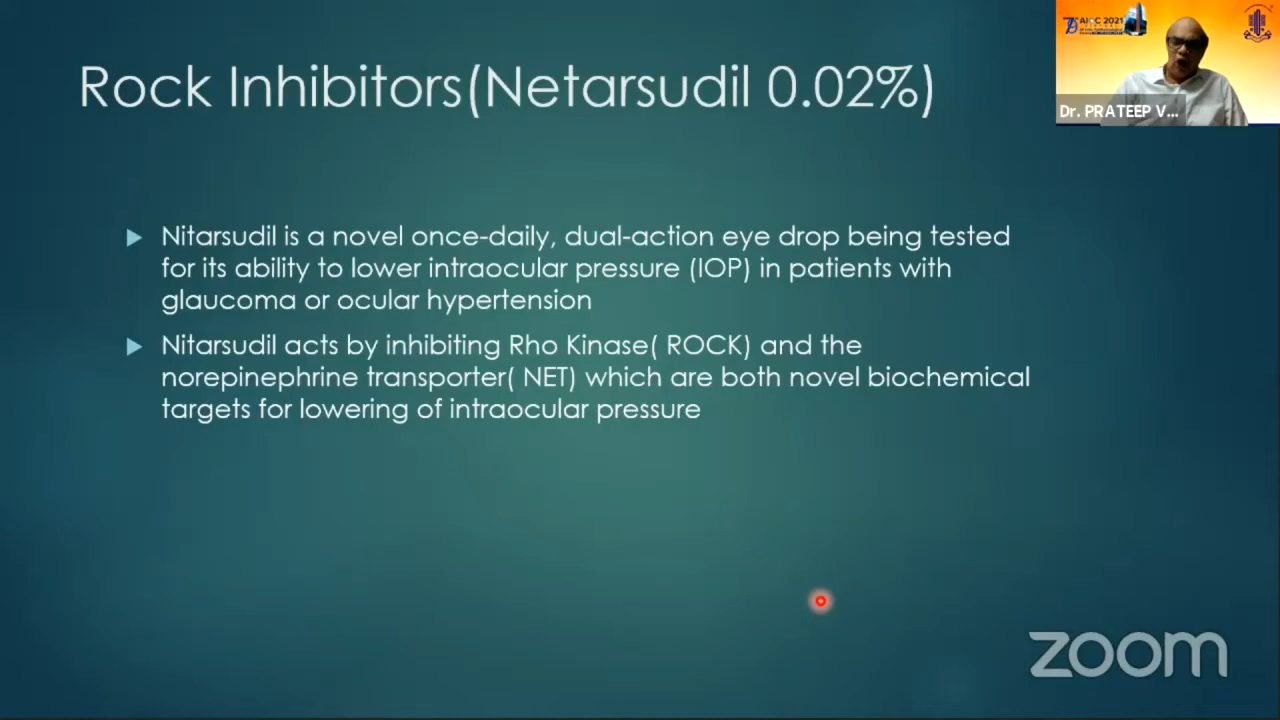 Rock Inhibitors(Netarsudil 0.02%)
AIOC 2021
Dr. PRATEEP V...
Nitarsudil is a novel once-daily, dual-action eye drop being tested
for its ability to lower intraocular pressure (IOP) in patients with
glaucoma or ocular hypertension
Nitarsudil acts by inhibiting Rho Kinase( ROCK) and the
norepinephrine transporter( NET) which are both novel biochemical
targets for lowering of intraocular pressure
zoom